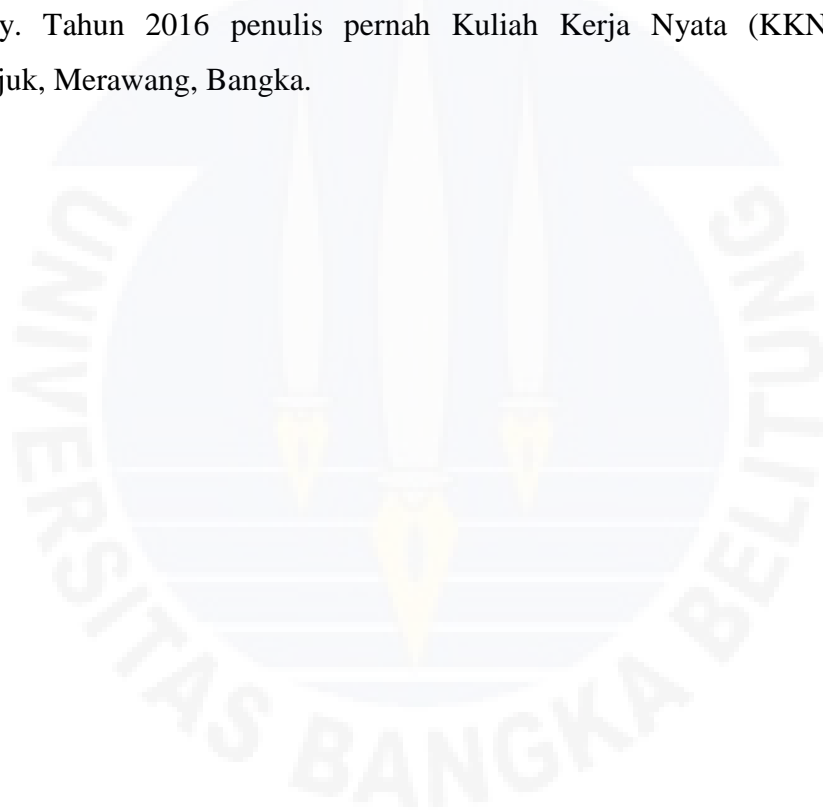 y. Tahun 2016 penulis pernah Kuliah Kerja Nyata (KKN
juk, Merawang, Bangka.
UNIVERSITAS BANGKA BELITUNG